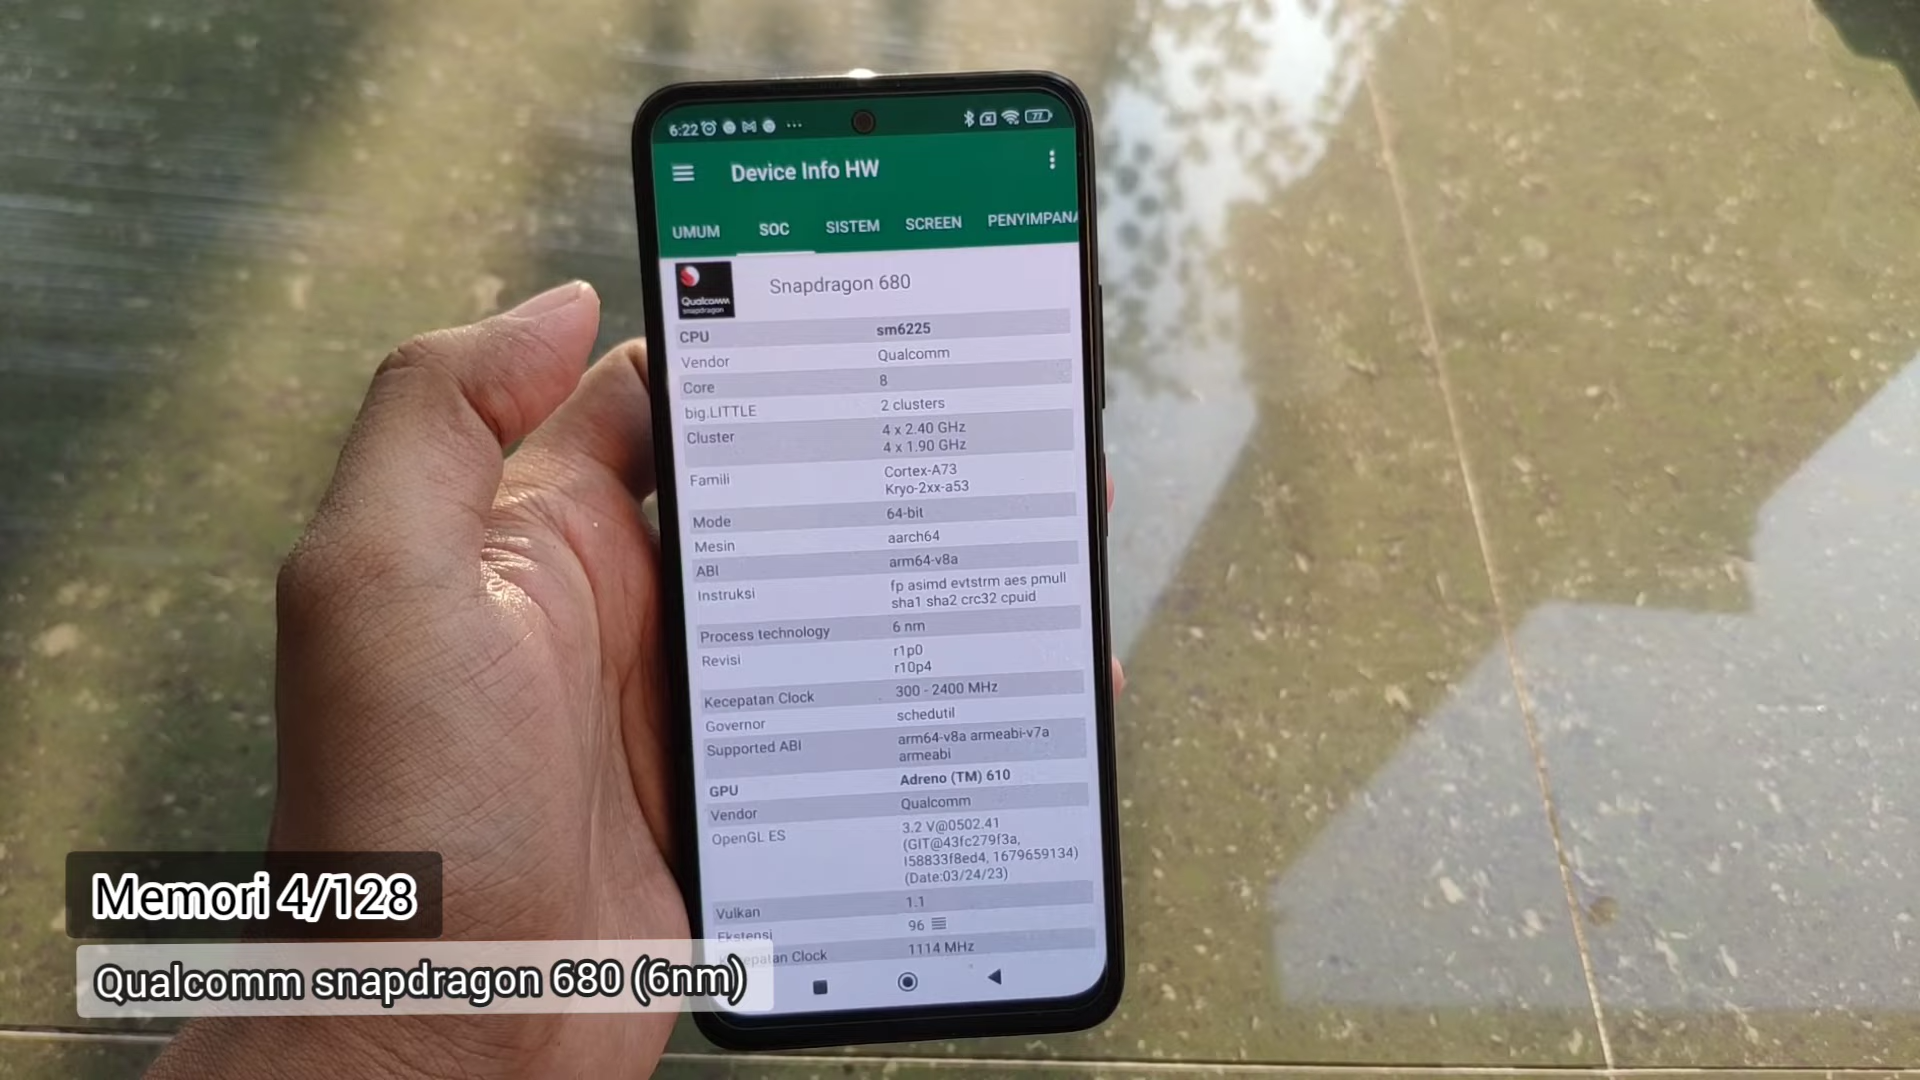 6:22
77
Device Info HW
UMUM SOC SISTEM SCREEN PENYIMPANA
Qualcomm
snapdragon
Snapdragon 680
CPU sm6225
Vendor Qualcomm
Core 8
big.LITTLE 2 clusters
Cluster 4 x 2.40 GHz
4 x 1.90 GHz
Famili Cortex-A73
Kryo-2xx-a53
Mode 64-bit
Mesin aarch64
ABI arm64-v8a
Instruksi fp asimd evtstrm aes pmull
sha1 sha2 crc32 cpuid
Process technology 6 nm
Revisi r1p0
r10p4
Kecepatan Clock 300 - 2400 MHz
Governor schedutil
Supported ABI arm64-v8a armeabi-v7a
armeabi
GPU Adreno (TM) 610
Vendor Qualcomm
OpenGL ES 3.2 V@0502.41
(GIT@43fc279f3a,
I58833f8ed4, 1679659134)
(Date:03/24/23)
Vulkan 1.1
Ekstensi 96
Kecepatan Clock 1114 MHz
Memori 4/128
Qualcomm snapdragon 680 (6nm)